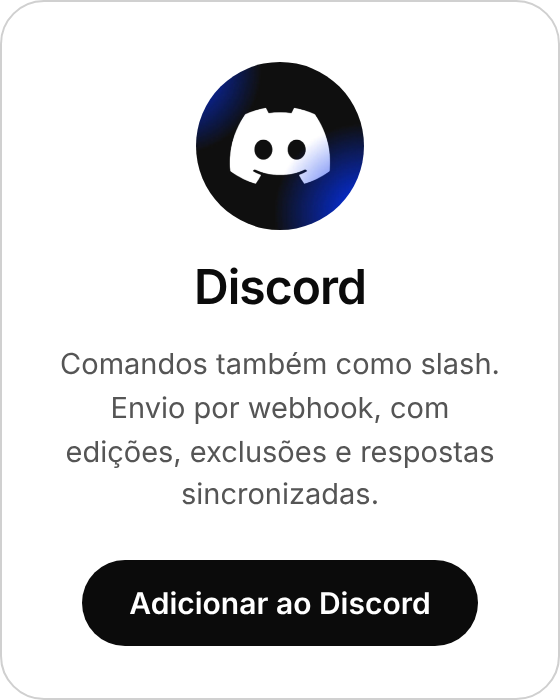 Discord
Comandos também como slash.
Envio por webhook, com
edições, exclusões e respostas
sincronizadas.
Adicionar ao Discord